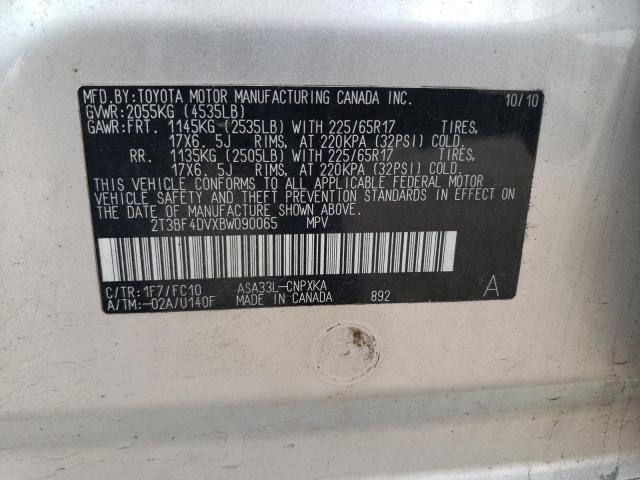 MFD.BY:TOYOTA MOTOR MANUFACTURING CANADA INC. 10/10
GVWR:2055KG (4535LB)
GAWR:FRT. 1145KG (2535LB) WITH 225/65R17 TIRES,
17X6. 5J RIMS, AT 220KPA (32PSI) COLD.
RR. 1135KG (2505LB) WITH 225/65R17 TIRES,
17X6. 5J RIMS, AT 220KPA (32PSI) COLD.
THIS VEHICLE CONFORMS TO ALL APPLICABLE FEDERAL MOTOR
VEHICLE SAFETY AND THEFT PREVENTION STANDARDS IN EFFECT
ON THE DATE OF MANUFACTURE SHOWN ABOVE.
2T3BF4DVXBW090065 MPV
C/TR:1F7/FC10 ASA33L-CNPXKA
A/TM:-02A/U140F MADE IN CANADA 892 A